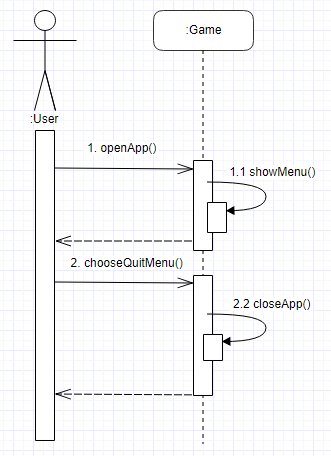 :Game
:User
1. openApp()
1.1 showMenu()
2. chooseQuitMenu()
2.2 closeApp()